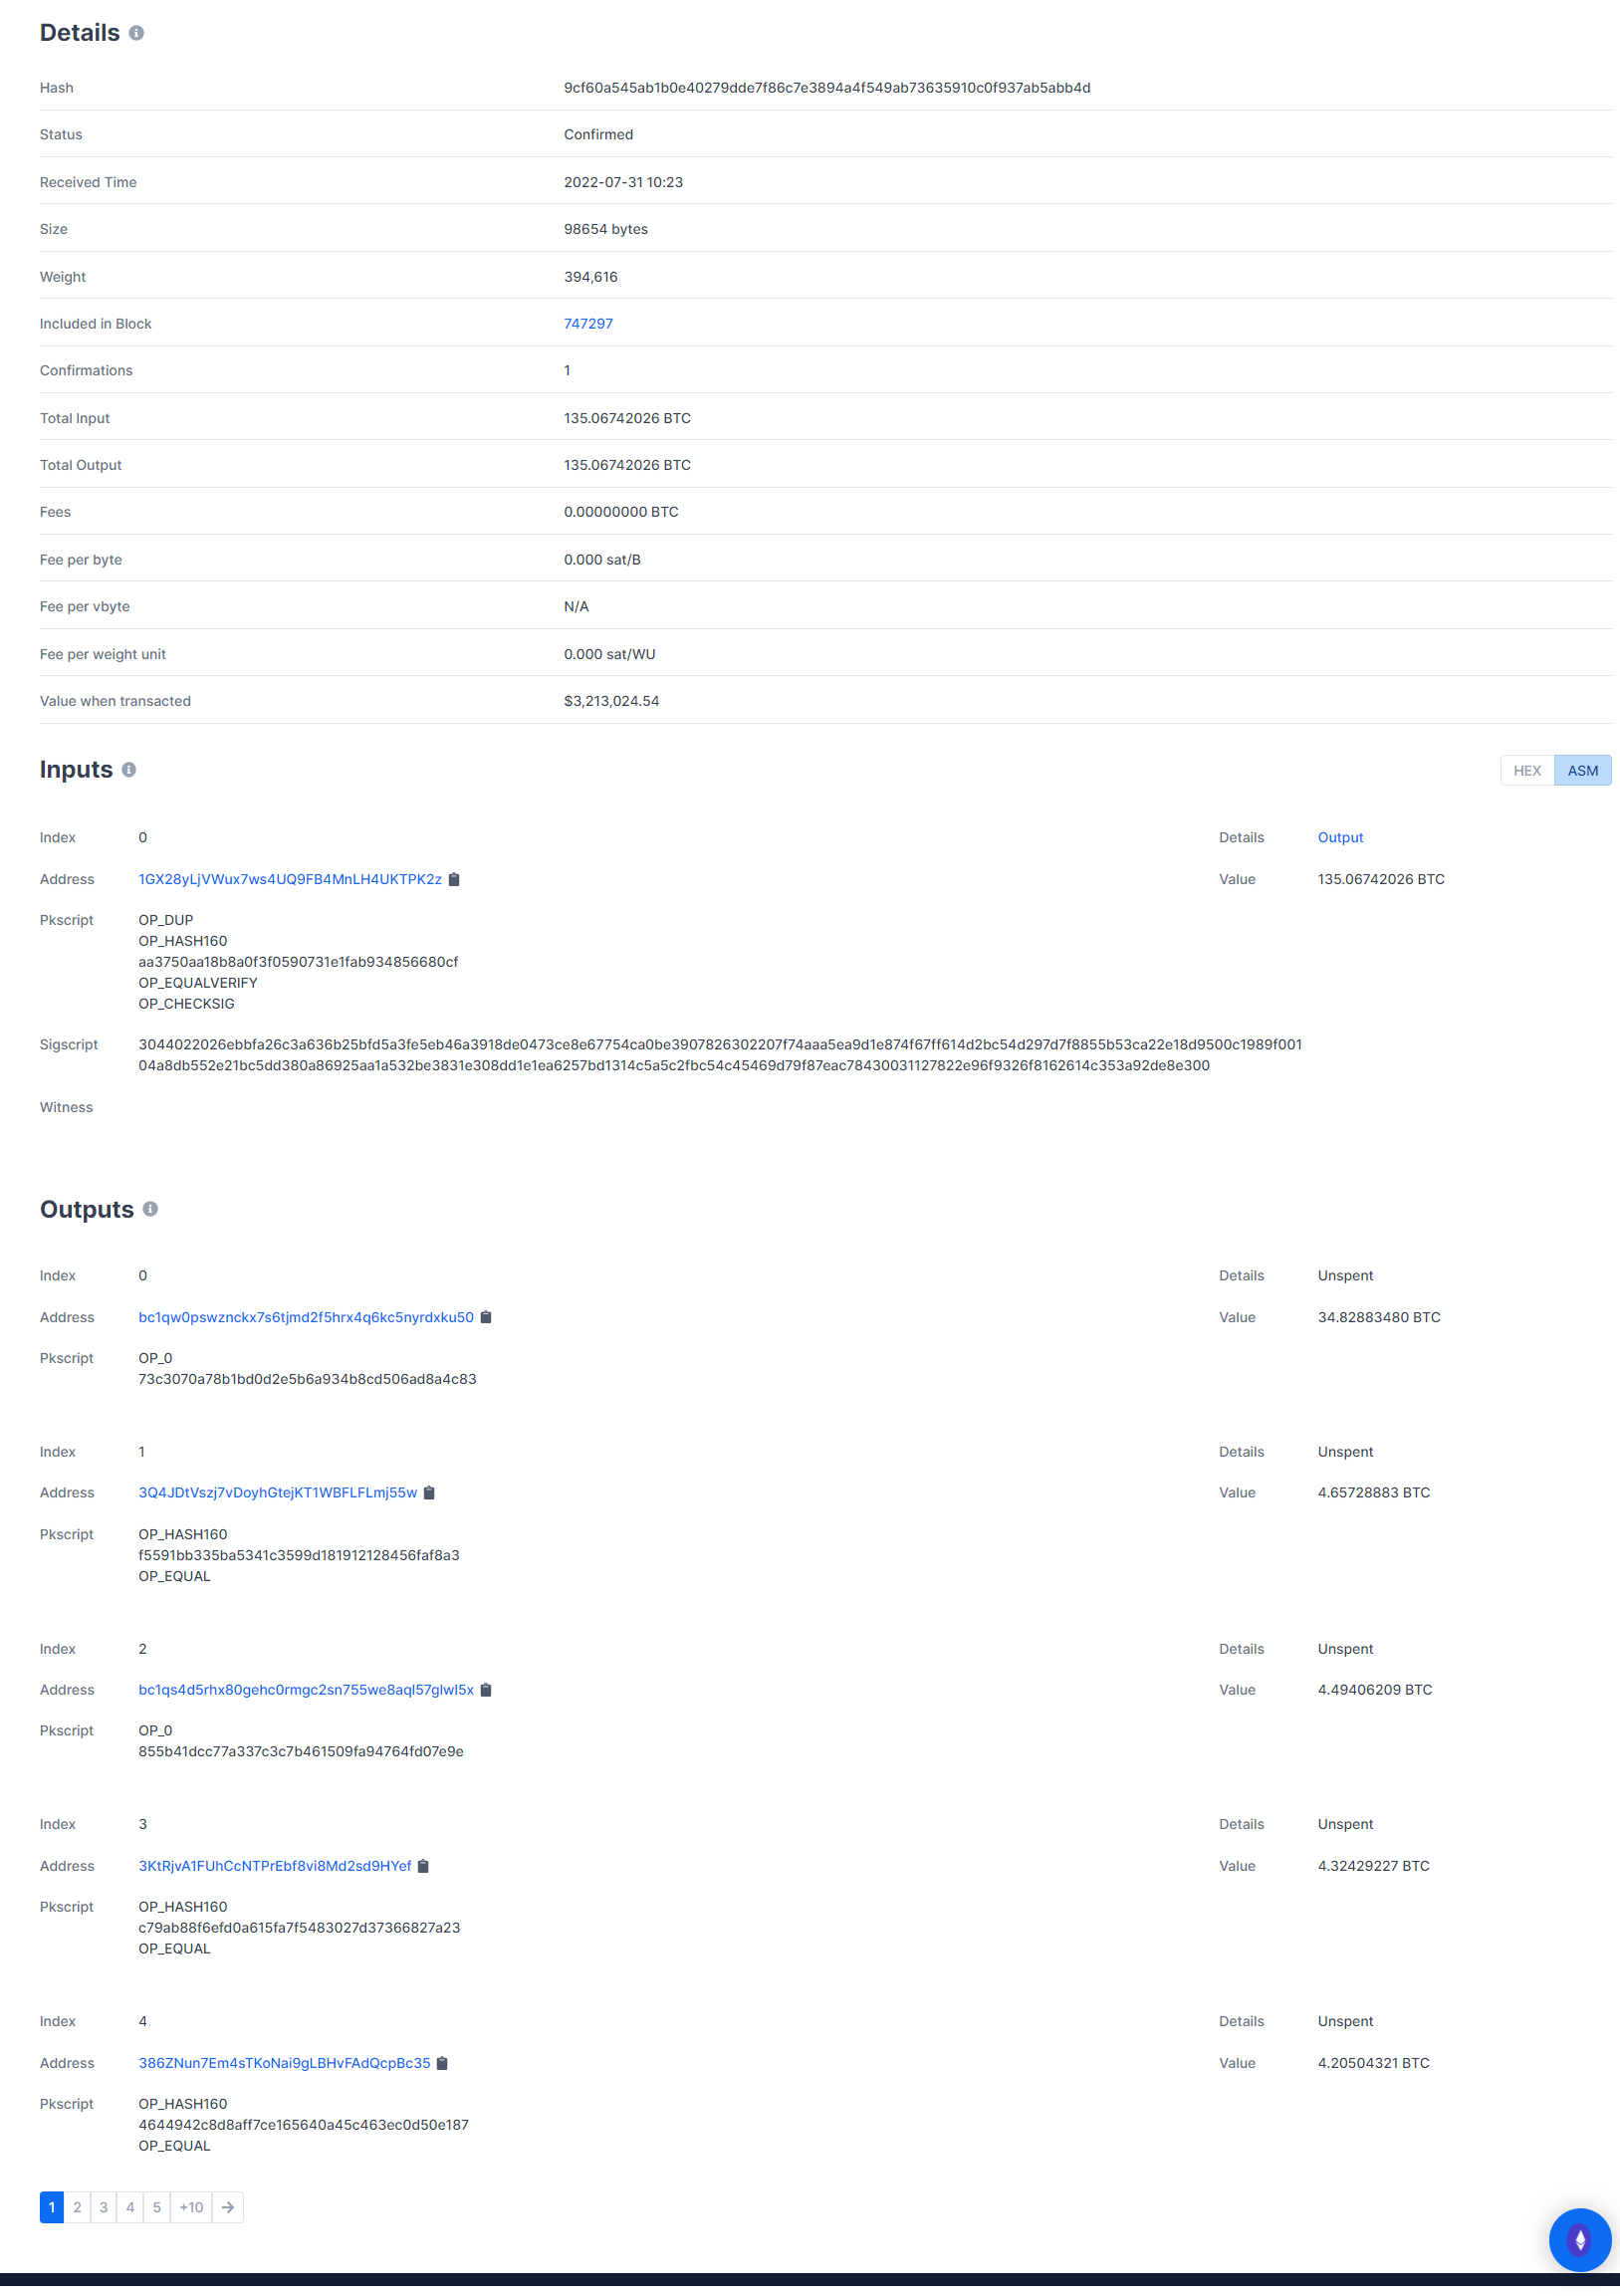 Details
Hash 9cf60a545ab1b0e40279dde7f86c7e3894a4f549ab73635910c0f937ab5abb4d
Status Confirmed
Received Time 2022-07-31 10:23
Size 98654 bytes
Weight 394,616
Included in Block 747297
Confirmations 1
Total Input 135.06742026 BTC
Total Output 135.06742026 BTC
Fees 0.00000000 BTC
Fee per byte 0.000 sat/B
Fee per vbyte N/A
Fee per weight unit 0.000 sat/WU
Value when transacted $3,213,024.54
Inputs HEX ASM
Index 0 Details Output
Address 1GX28yLjVWux7ws4UQ9FB4MnLH4UKTPK2z Value 135.06742026 BTC
Pkscript OP_DUP
OP_HASH160
aa3750aa18b8a0f3f0590731e1fab934856680cf
OP_EQUALVERIFY
OP_CHECKSIG
Sigscript 3044022026ebbfa26c3a636b25bfd5a3fe5eb46a3918de0473ce8e67754ca0be3907826302207f74aaa5ea9d1e874f67ff614d2bc54d297d7f8855b53ca22e18d9500c1989f001
04a8db552e21bc5dd380a86925aa1a532be3831e308dd1e1ea6257bd1314c5a5c2fbc54c45469d79f87eac78430031127822e96f9326f8162614c353a92de8e300
Witness
Outputs
Index 0 Details Unspent
Address bc1qw0pswznckx7s6tjmd2f5hrx4q6kc5nyrdxku50 Value 34.82883480 BTC
Pkscript OP_0
73c3070a78b1bd0d2e5b6a934b8cd506ad8a4c83
Index 1 Details Unspent
Address 3Q4JDtVszj7vDoyhGtejKT1WBFLFLmj55w Value 4.65728883 BTC
Pkscript OP_HASH160
f5591bb335ba5341c3599d181912128456faf8a3
OP_EQUAL
Index 2 Details Unspent
Address bc1qs4d5rhx80gehc0rmgc2sn755we8aql57glwl5x Value 4.49406209 BTC
Pkscript OP_0
855b41dcc77a337c3c7b461509fa94764fd07e9e
Index 3 Details Unspent
Address 3KtRjvA1FUhCcNTPrEbf8vi8Md2sd9HYef Value 4.32429227 BTC
Pkscript OP_HASH160
c79ab88f6efd0a615fa7f5483027d37366827a23
OP_EQUAL
Index 4 Details Unspent
Address 386ZNun7Em4sTKoNai9gLBHvFAdQcpBc35 Value 4.20504321 BTC
Pkscript OP_HASH160
4644942c8d8aff7ce165640a45c463ec0d50e187
OP_EQUAL
1 2 3 4 5 +10 →